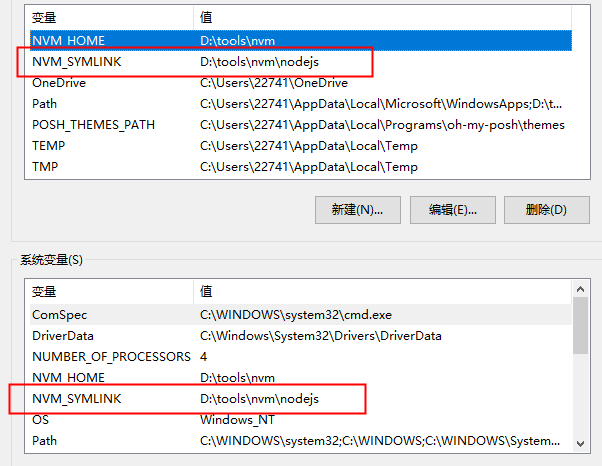 变量 值
NVM_HOME D:\tools\nvm
NVM_SYMLINK D:\tools\nvm\nodejs
OneDrive C:\Users\22741\OneDrive
Path C:\Users\22741\AppData\Local\Microsoft\WindowsApps;D:\t...
POSH_THEMES_PATH C:\Users\22741\AppData\Local\Programs\oh-my-posh\themes
TEMP C:\Users\22741\AppData\Local\Temp
TMP C:\Users\22741\AppData\Local\Temp
新建(N)... 编辑(E)... 删除(D)
系统变量(S)
变量 值
ComSpec C:\WINDOWS\system32\cmd.exe
DriverData C:\Windows\System32\Drivers\DriverData
NUMBER_OF_PROCESSORS 4
NVM_HOME D:\tools\nvm
NVM_SYMLINK D:\tools\nvm\nodejs
OS Windows_NT
Path C:\WINDOWS\system32;C:\WINDOWS;C:\WINDOWS\System...